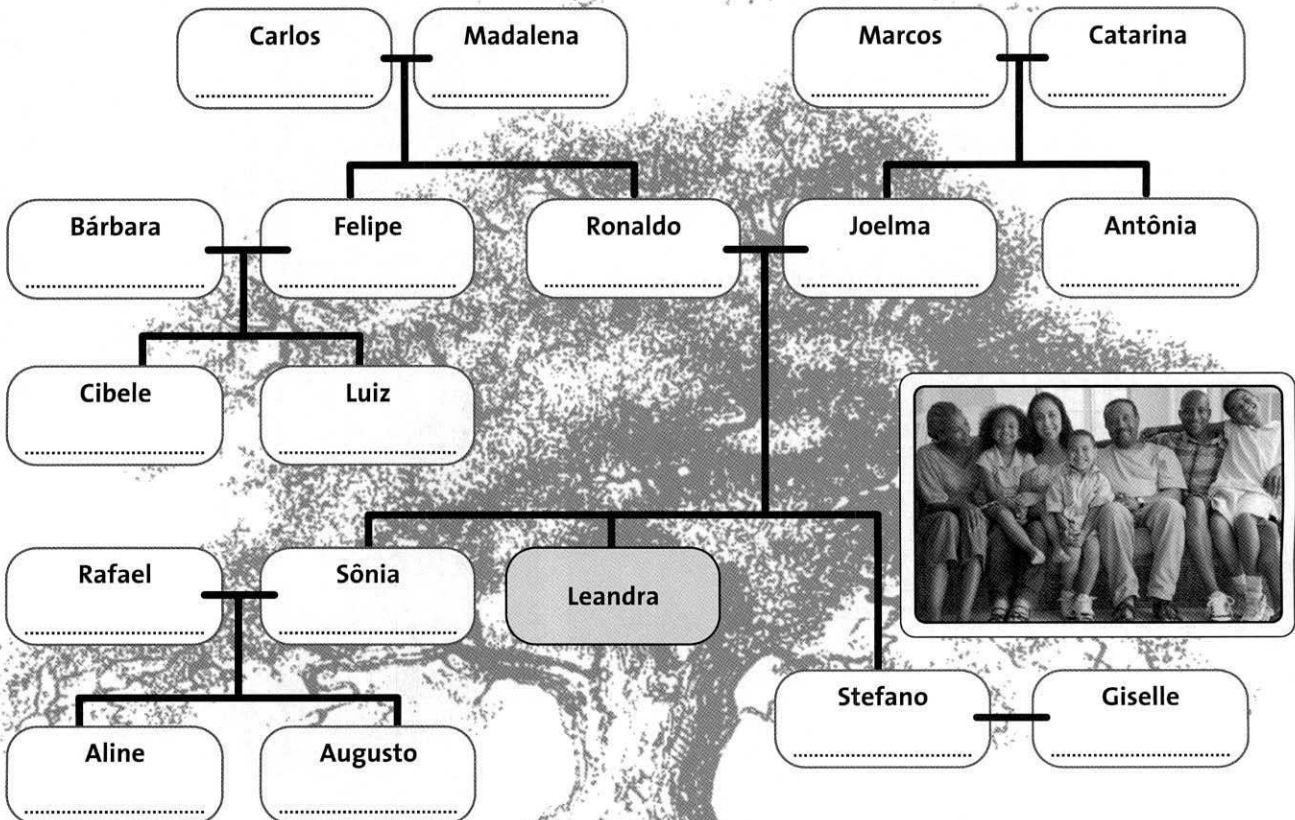 Carlos
Madalena
Marcos
Catarina
Bárbara
Felipe
Ronaldo
Joelma
Antônia
Cibele
Luiz
Rafael
Sônia
Leandra
Stefano
Giselle
Aline
Augusto